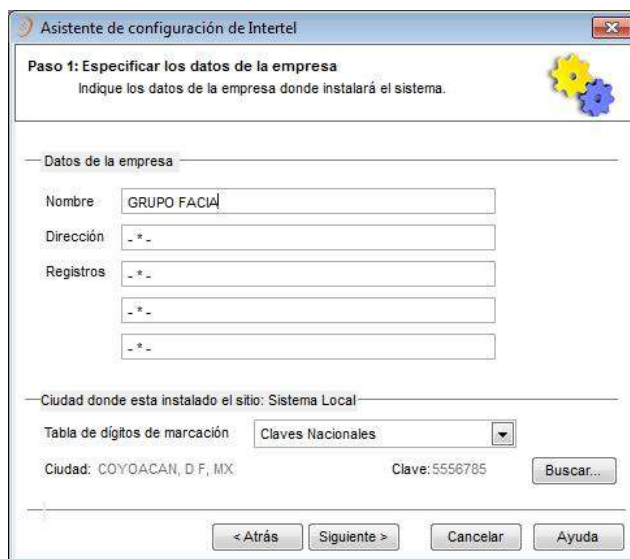 Asistente de configuración de Intertel
Paso 1: Especificar los datos de la empresa
Indique los datos de la empresa donde instalará el sistema.
Datos de la empresa
Nombre GRUPO FACIA
Dirección - * -
Registros - * -
- * -
- * -
Ciudad donde esta instalado el sitio: Sistema Local
Tabla de dígitos de marcación Claves Nacionales
Ciudad: COYOACAN, D F, MX Clave: 5556785 Buscar...
< Atrás Siguiente > Cancelar Ayuda